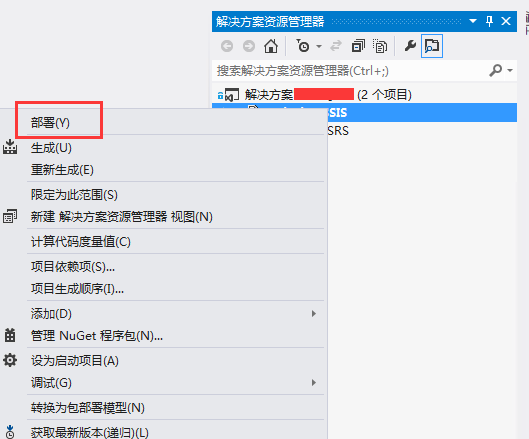 解决方案资源管理器
搜索解决方案资源管理器(Ctrl+;)
解决方案 (2 个项目)
SIS
SRS
部署(Y)
生成(U)
重新生成(E)
限定为此范围(S)
新建 解决方案资源管理器 视图(N)
计算代码度量值(C)
项目依赖项(S)...
项目生成顺序(I)...
添加(D)
管理 NuGet 程序包(N)...
设为启动项目(A)
调试(G)
转换为包部署模型(N)
获取最新版本(递归)(L)